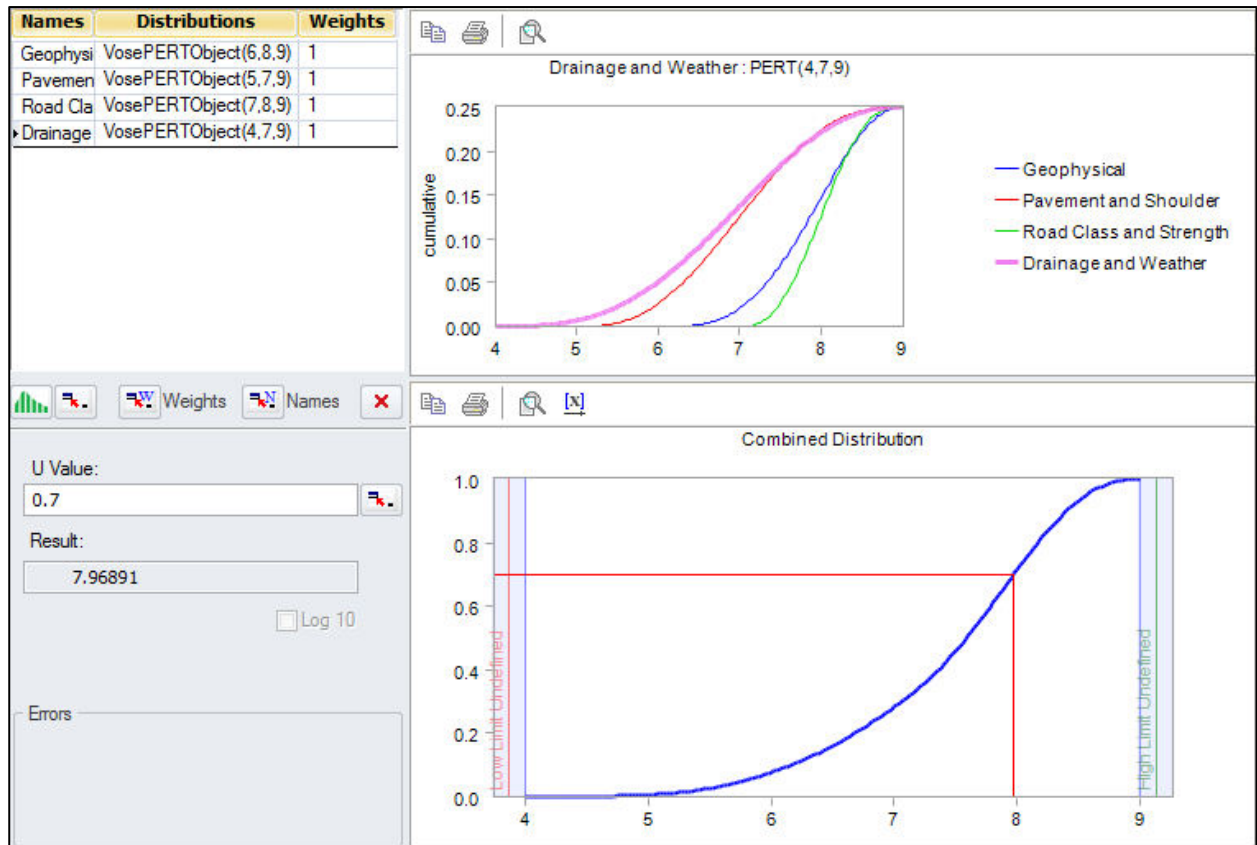 Names Distributions Weights
Geophysi VosePERTObject(6,8,9) 1
Pavemen VosePERTObject(5,7,9) 1
Road Cla VosePERTObject(7,8,9) 1
Drainage VosePERTObject(4,7,9) 1
Drainage and Weather : PERT(4,7,9)
cumulative
0.25
0.20
0.15
0.10
0.05
0.00
4 5 6 7 8 9
Geophysical
Pavement and Shoulder
Road Class and Strength
Drainage and Weather
W Weights N Names
[x]
U Value:
0.7
Result:
7.96891
Log 10
Errors
Combined Distribution
1.0
0.8
0.6
0.4
0.2
0.0
Low Limit Undefined
High Limit Undefined
4 5 6 7 8 9